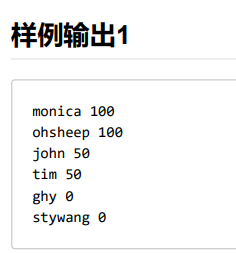 样例输出1
monica 100
ohsheep 100
john 50
tim 50
ghy 0
stywang 0